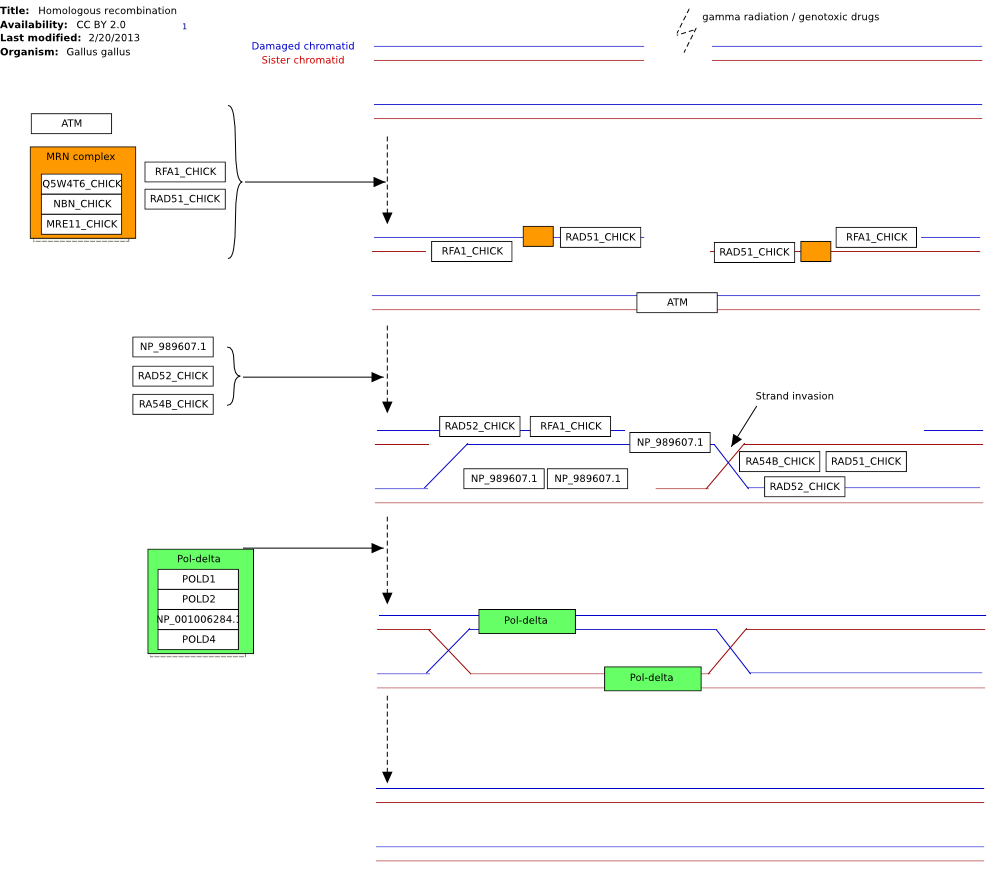 Title: Homologous recombination
Availability: CC BY 2.0
1
Last modified: 2/20/2013
Organism: Gallus gallus
gamma radiation / genotoxic drugs
Damaged chromatid
Sister chromatid
ATM
MRN complex
Q5W4T6_CHICK
NBN_CHICK
MRE11_CHICK
RFA1_CHICK
RAD51_CHICK
RFA1_CHICK
RAD51_CHICK
RAD51_CHICK
RFA1_CHICK
ATM
NP_989607.1
RAD52_CHICK
RA54B_CHICK
Strand invasion
RAD52_CHICK
RFA1_CHICK
NP_989607.1
RA54B_CHICK
RAD51_CHICK
NP_989607.1
NP_989607.1
RAD52_CHICK
Pol-delta
POLD1
POLD2
NP_001006284.1
POLD4
Pol-delta
Pol-delta